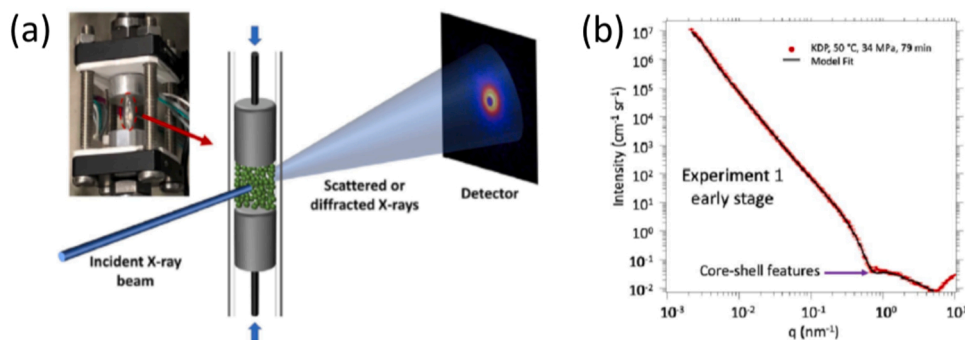 (a)
Incident X-ray
beam
Scattered or
diffracted X-rays
Detector
(b)
Intensity (cm⁻¹ sr⁻¹)
10⁷
10⁶
10⁵
10⁴
10³
10²
10¹
10⁰
10⁻¹
10⁻²
KDP, 50 °C, 34 MPa, 79 min
Model Fit
Experiment 1
early stage
Core-shell features
10⁻³
10⁻²
10⁻¹
10⁰
10¹
q (nm⁻¹)